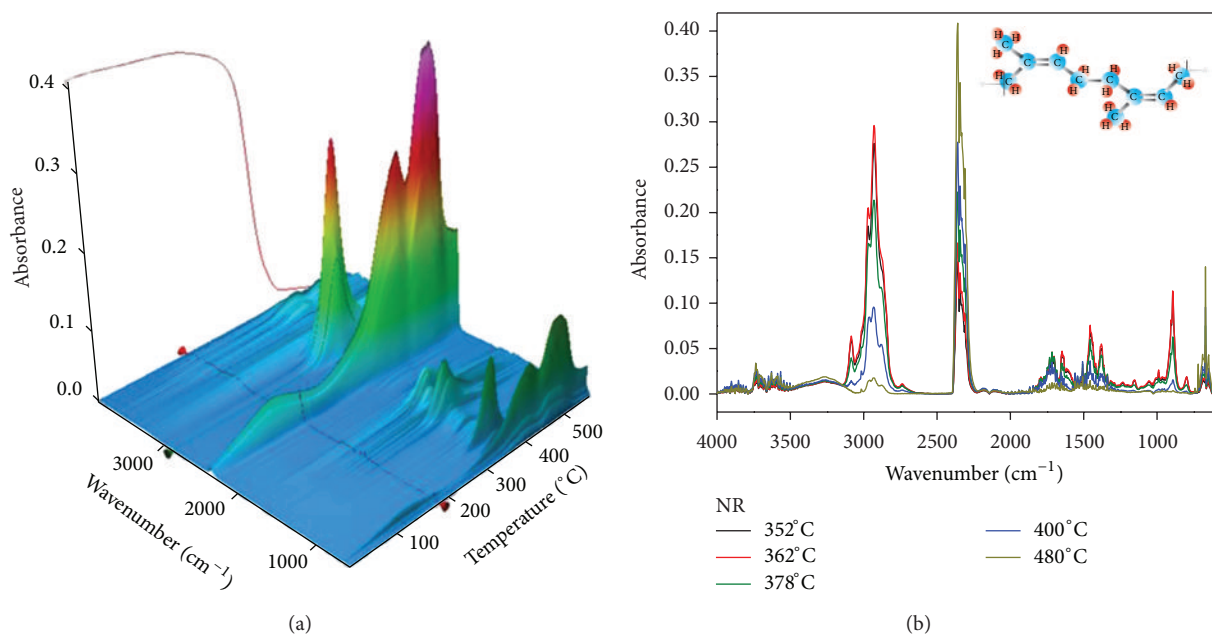 0.4
0.3
0.2
0.1
0.0
Absorbance
3000
2000
1000
Wavenumber (cm⁻¹)
100
200
300
400
500
Temperature (°C)
(a)
0.40
0.35
0.30
0.25
0.20
0.15
0.10
0.05
0.00
Absorbance
H H
H C H
C C H
C H C C H
H H H C C C H
H C H
H H
4000 3500 3000 2500 2000 1500 1000
Wavenumber (cm⁻¹)
NR
352°C
362°C
378°C
400°C
480°C
(b)